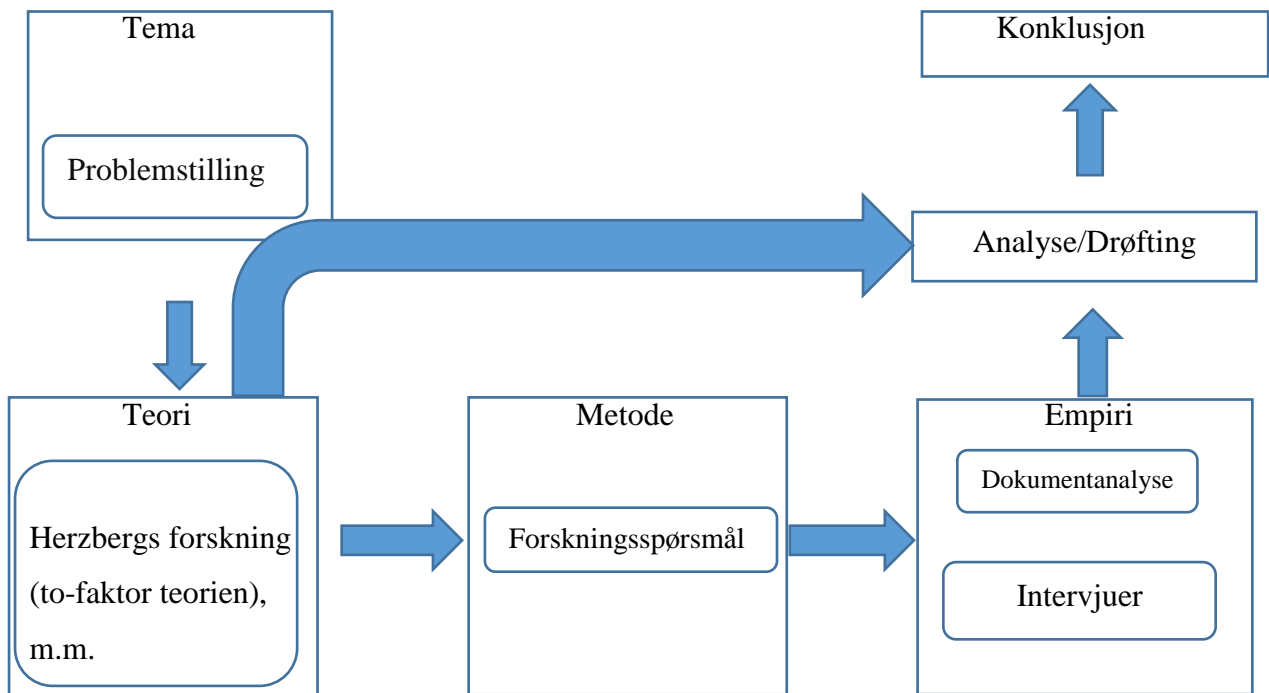 Tema
Problemstilling
Konklusjon
Analyse/Drøfting
Teori
Herzbergs forskning
(to-faktor teorien),
m.m.
Metode
Forskningsspørsmål
Empiri
Dokumentanalyse
Intervjuer